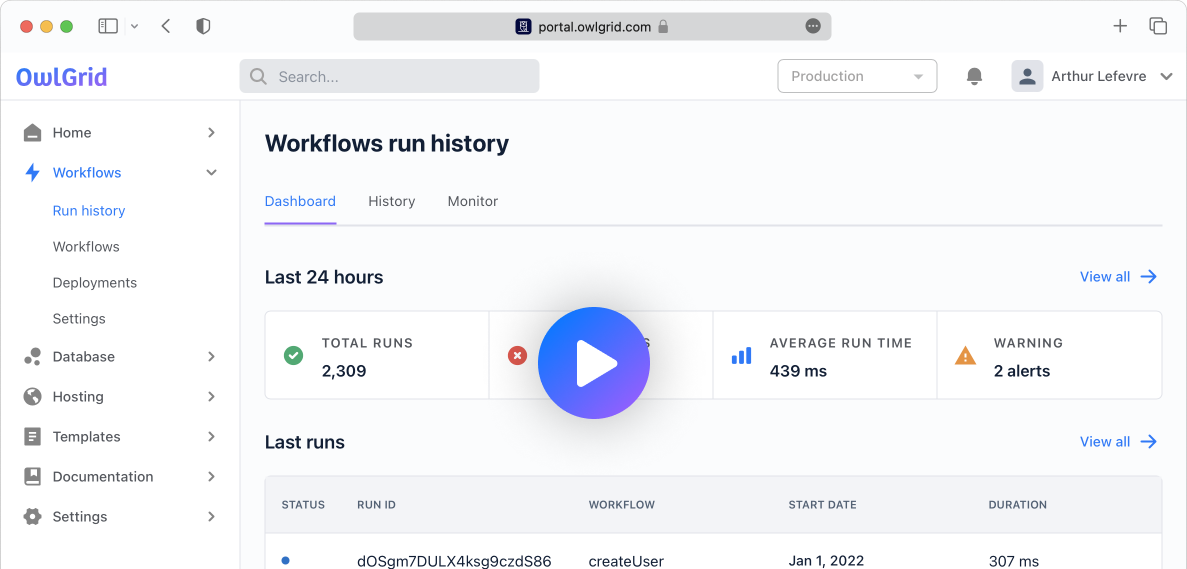 portal.owlgrid.com
OwlGrid
Search...
Production
Arthur Lefevre
Home
Workflows
Run history
Workflows
Deployments
Settings
Database
Hosting
Templates
Documentation
Settings
Workflows run history
Dashboard History Monitor
Last 24 hours
View all
TOTAL RUNS
2,309
AVERAGE RUN TIME
439 ms
WARNING
2 alerts
Last runs
View all
STATUS RUN ID WORKFLOW START DATE DURATION
dOSgm7DULX4ksg9czdS86 createUser Jan 1, 2022 307 ms